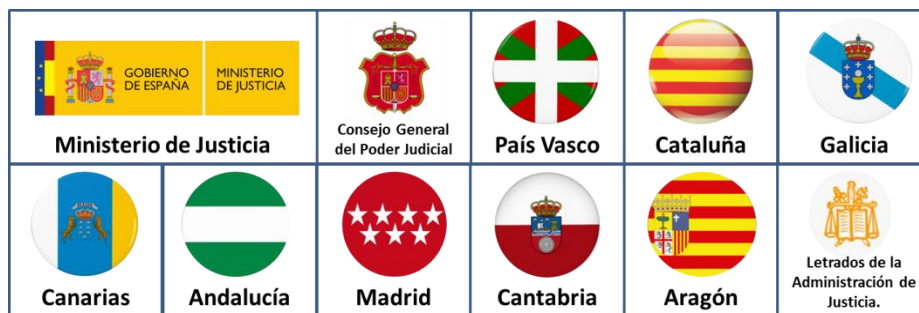 GOBIERNO
DE ESPAÑA
MINISTERIO
DE JUSTICIA
Ministerio de Justicia
Consejo General
del Poder Judicial
País Vasco
Cataluña
Galicia
Canarias
Andalucía
Madrid
Cantabria
Aragón
Letrados de la
Administración de
Justicia.